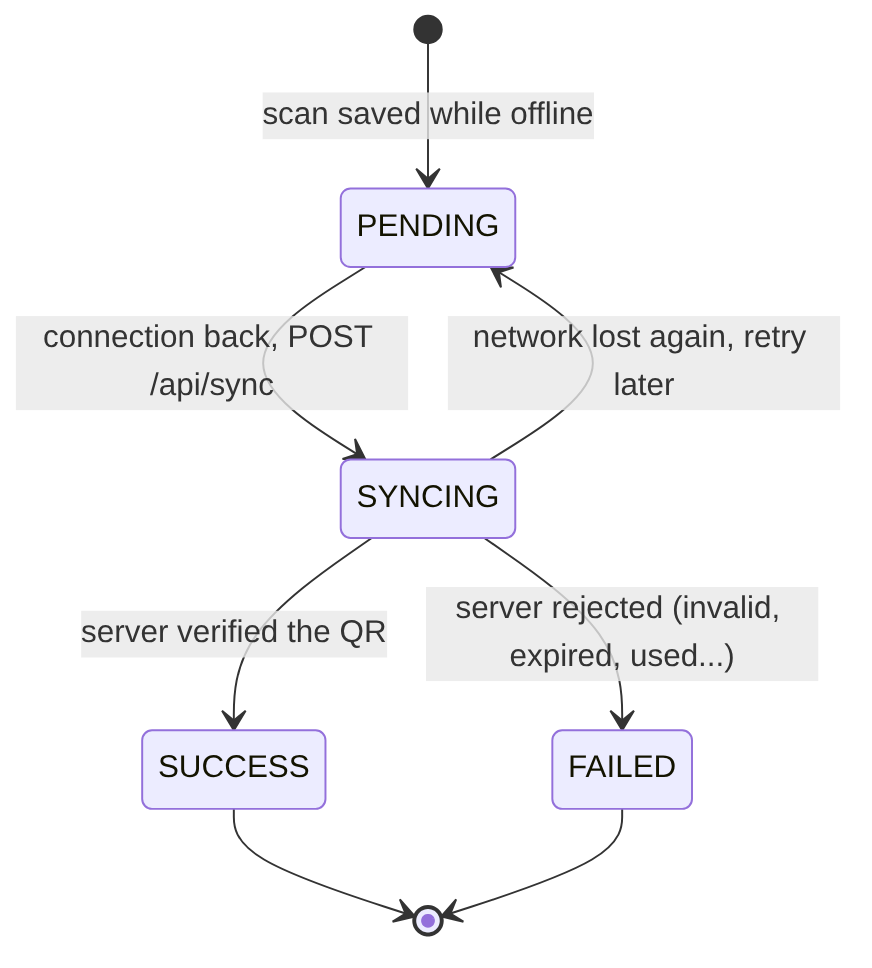 scan saved while offline
PENDING
connection back, POST
/api/sync
network lost again, retry
later
SYNCING
server verified the QR
server rejected (invalid,
expired, used...)
SUCCESS
FAILED